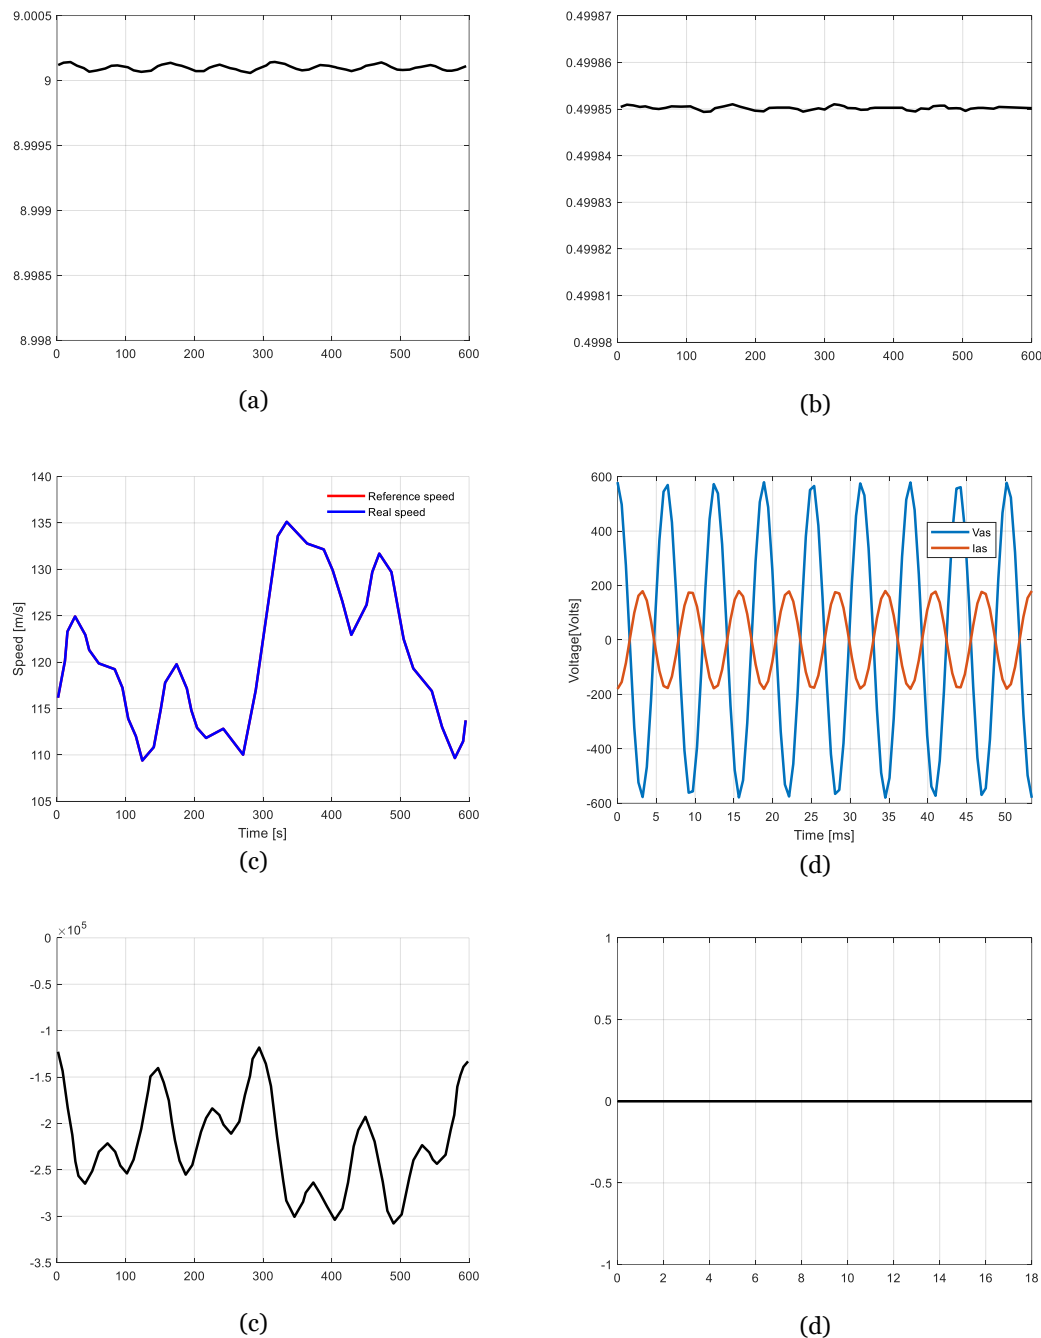 9.0005
9
8.9995
8.999
8.9985
8.998
0 100 200 300 400 500 600
(a)
0.49987
0.49986
0.49985
0.49984
0.49983
0.49982
0.49981
0.4998
0 100 200 300 400 500 600
(b)
140
135
130
125
120
115
110
105
Speed [m/s]
Reference speed
Real speed
0 100 200 300 400 500 600
Time [s]
(c)
600
400
200
0
-200
-400
-600
Voltage[Volts]
Vas
Ias
0 5 10 15 20 25 30 35 40 45 50
Time [ms]
(d)
×10⁵
0
-0.5
-1
-1.5
-2
-2.5
-3
-3.5
0 100 200 300 400 500 600
(c)
1
0.5
0
-0.5
-1
0 2 4 6 8 10 12 14 16 18
(d)